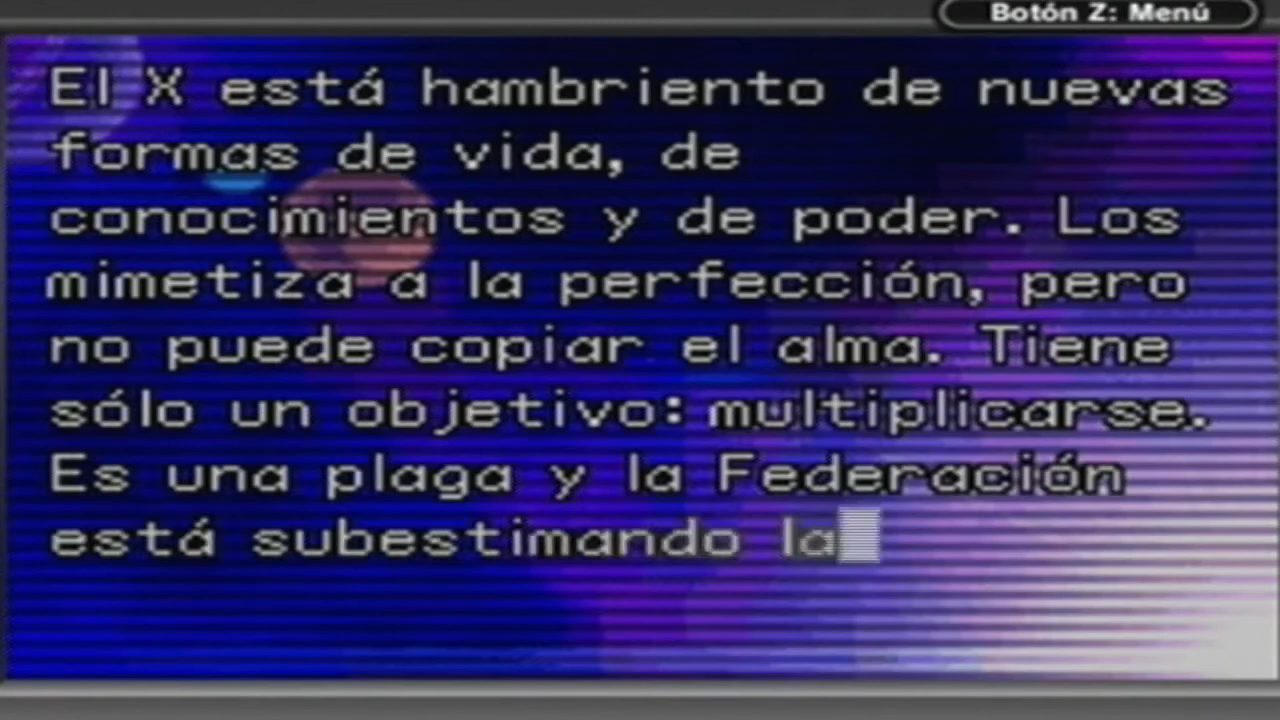 Botón Z: Menú
El X está hambriento de nuevas
formas de vida, de
conocimientos y de poder. Los
mimetiza a la perfección, pero
no puede copiar el alma. Tiene
sólo un objetivo: multiplicarse.
Es una plaga y la Federación
está subestimando la